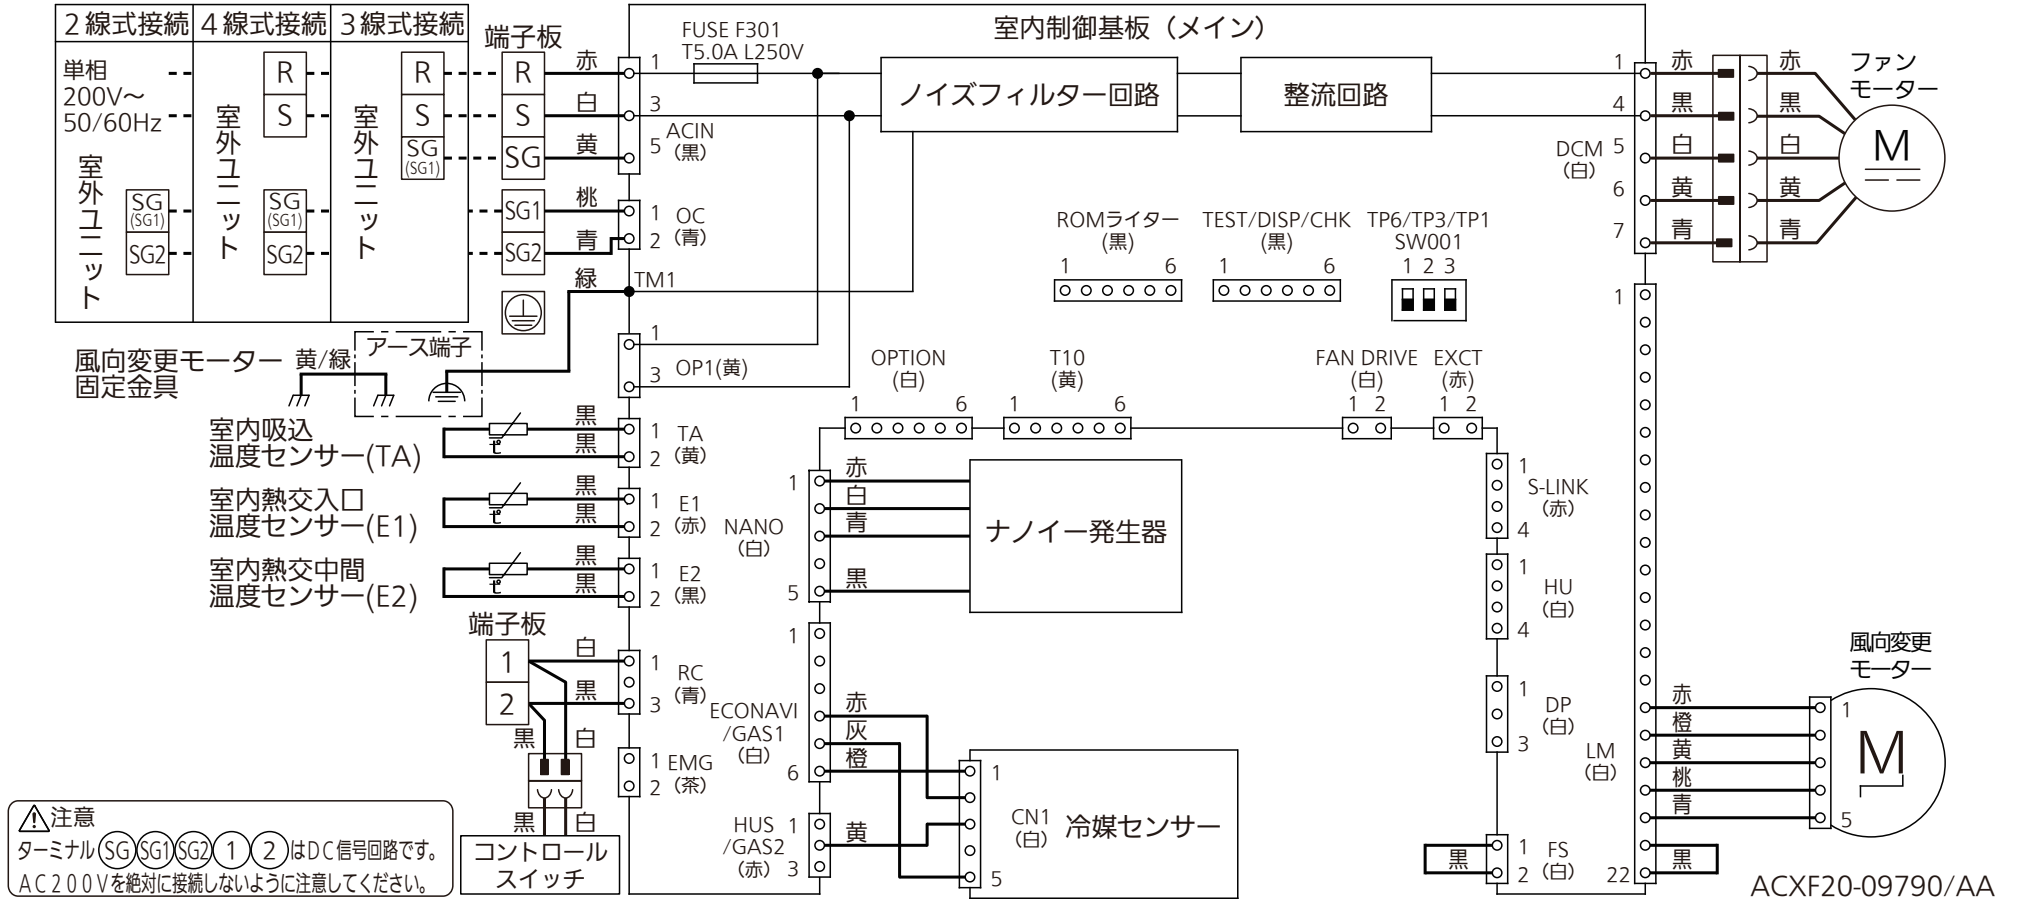 2線式接続 4線式接続 3線式接続
端子板
室内制御基板（メイン）
単相
200V～
50/60Hz
室外ユニット
SG
(SG1)
SG2
室外ユニット
R
S
SG
(SG1)
SG2
室外ユニット
R
S
SG
(SG1)
R
S
SG
SG1
SG2
赤
白
黄
桃
青
緑
1
3
5
ACIN
(黒)
1
2
OC
(青)
TM1
FUSE F301
T5.0A L250V
ノイズフィルター回路
整流回路
1
4
5
6
7
DCM
(白)
赤
黒
白
黄
青
赤
黒
白
黄
青
ファン
モーター
M
ROMライター
(黒)
1 6
TEST/DISP/CHK
(黒)
1 6
TP6/TP3/TP1
SW001
1 2 3
風向変更モーター
固定金具
黄/緑
アース端子
1
3
OP1(黄)
OPTION
(白)
1 6
T10
(黄)
1 6
FAN DRIVE
(白)
1 2
EXCT
(赤)
1 2
室内吸込
温度センサー(TA)
t°
黒
黒
1
2
TA
(黄)
室内熱交入口
温度センサー(E1)
t°
黒
黒
1
2
E1
(赤)
室内熱交中間
温度センサー(E2)
t°
黒
黒
1
2
E2
(黒)
1
5
NANO
(白)
赤
白
青
黒
ナノイー発生器
1
4
S-LINK
(赤)
1
4
HU
(白)
1
3
DP
(白)
1
2
FS
(白)
黒
端子板
1
2
白
黒
1
3
RC
(青)
黒
白
黒
白
コントロール
スイッチ
1
2
EMG
(茶)
1
6
ECONAVI
/GAS1
(白)
赤
灰
橙
HUS
/GAS2
(赤)
1
3
黄
1
5
CN1
(白)
冷媒センサー
1
22
LM
(白)
赤
橙
黄
桃
青
黒
1
5
風向変更
モーター
M
⚠注意
ターミナル(SG)(SG1)(SG2)(1)(2)はDC信号回路です。
AC200Vを絶対に接続しないように注意してください。
ACXF20-09790/AA